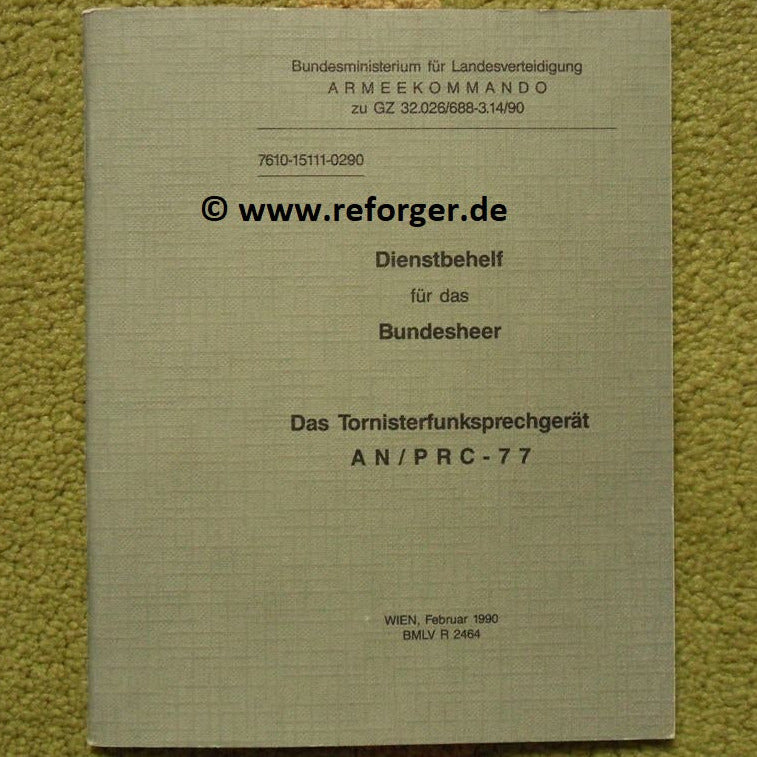 Bundesministerium für Landesverteidigung
ARMEEKOMMANDO
zu GZ 32.026/688-3.14/90
7610-15111-0290
© www.reforger.de
Dienstbehelf
für das
Bundesheer
Das Tornisterfunksprechgerät
AN/PRC-77
WIEN, Februar 1990
BMLV R 2464